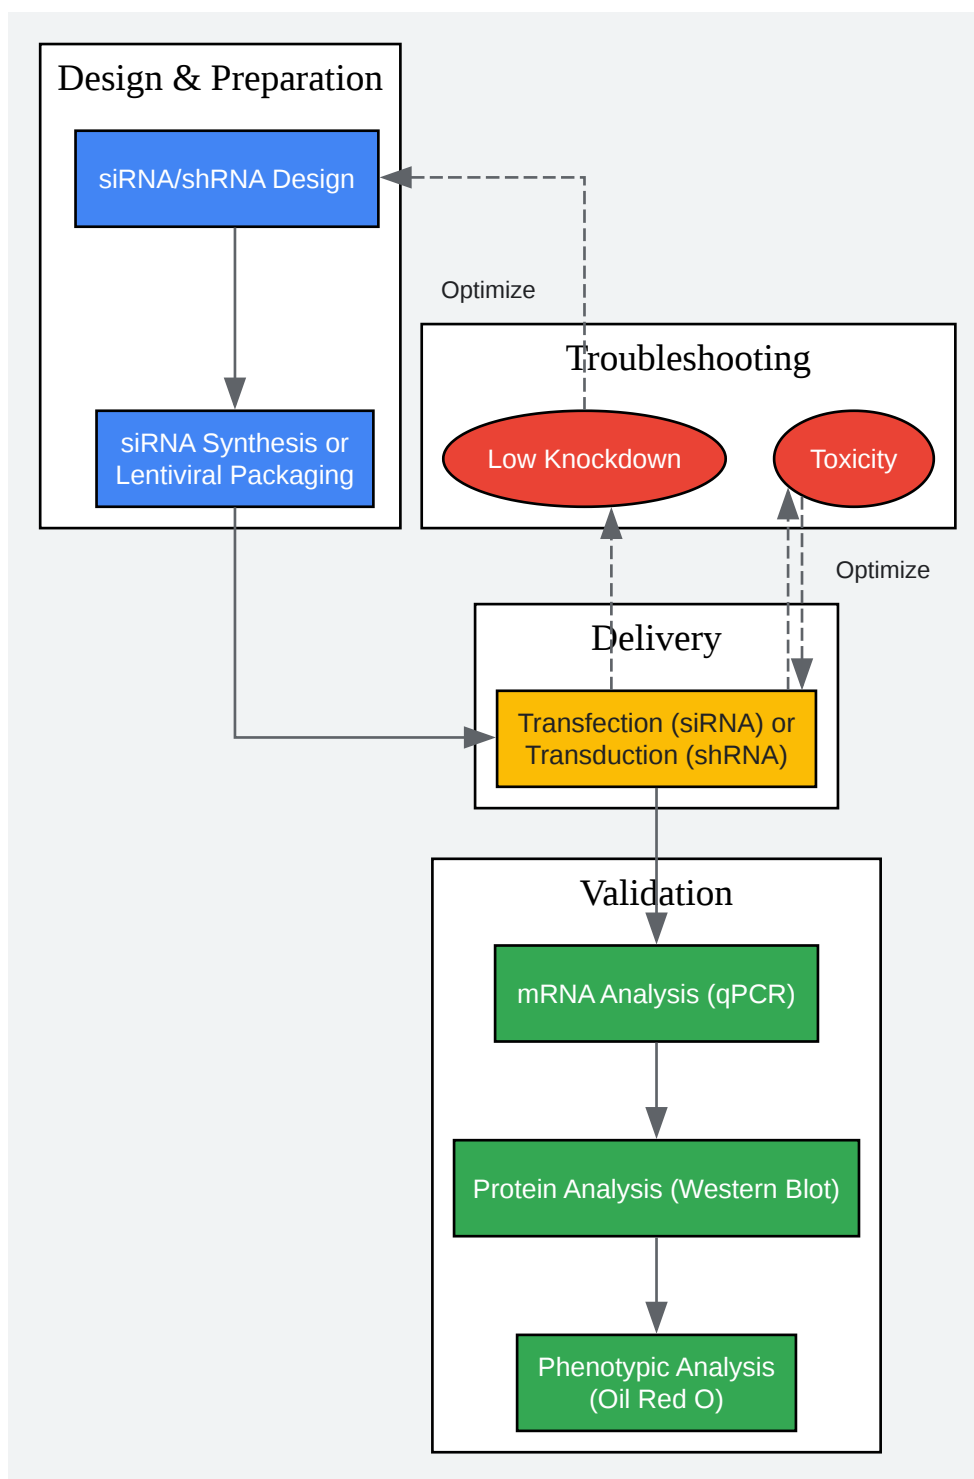 Design & Preparation
siRNA/shRNA Design
Optimize
Troubleshooting
siRNA Synthesis or
Lentiviral Packaging
Low Knockdown
Toxicity
Optimize
Delivery
Transfection (siRNA) or
Transduction (shRNA)
Validation
mRNA Analysis (qPCR)
Protein Analysis (Western Blot)
Phenotypic Analysis
(Oil Red O)